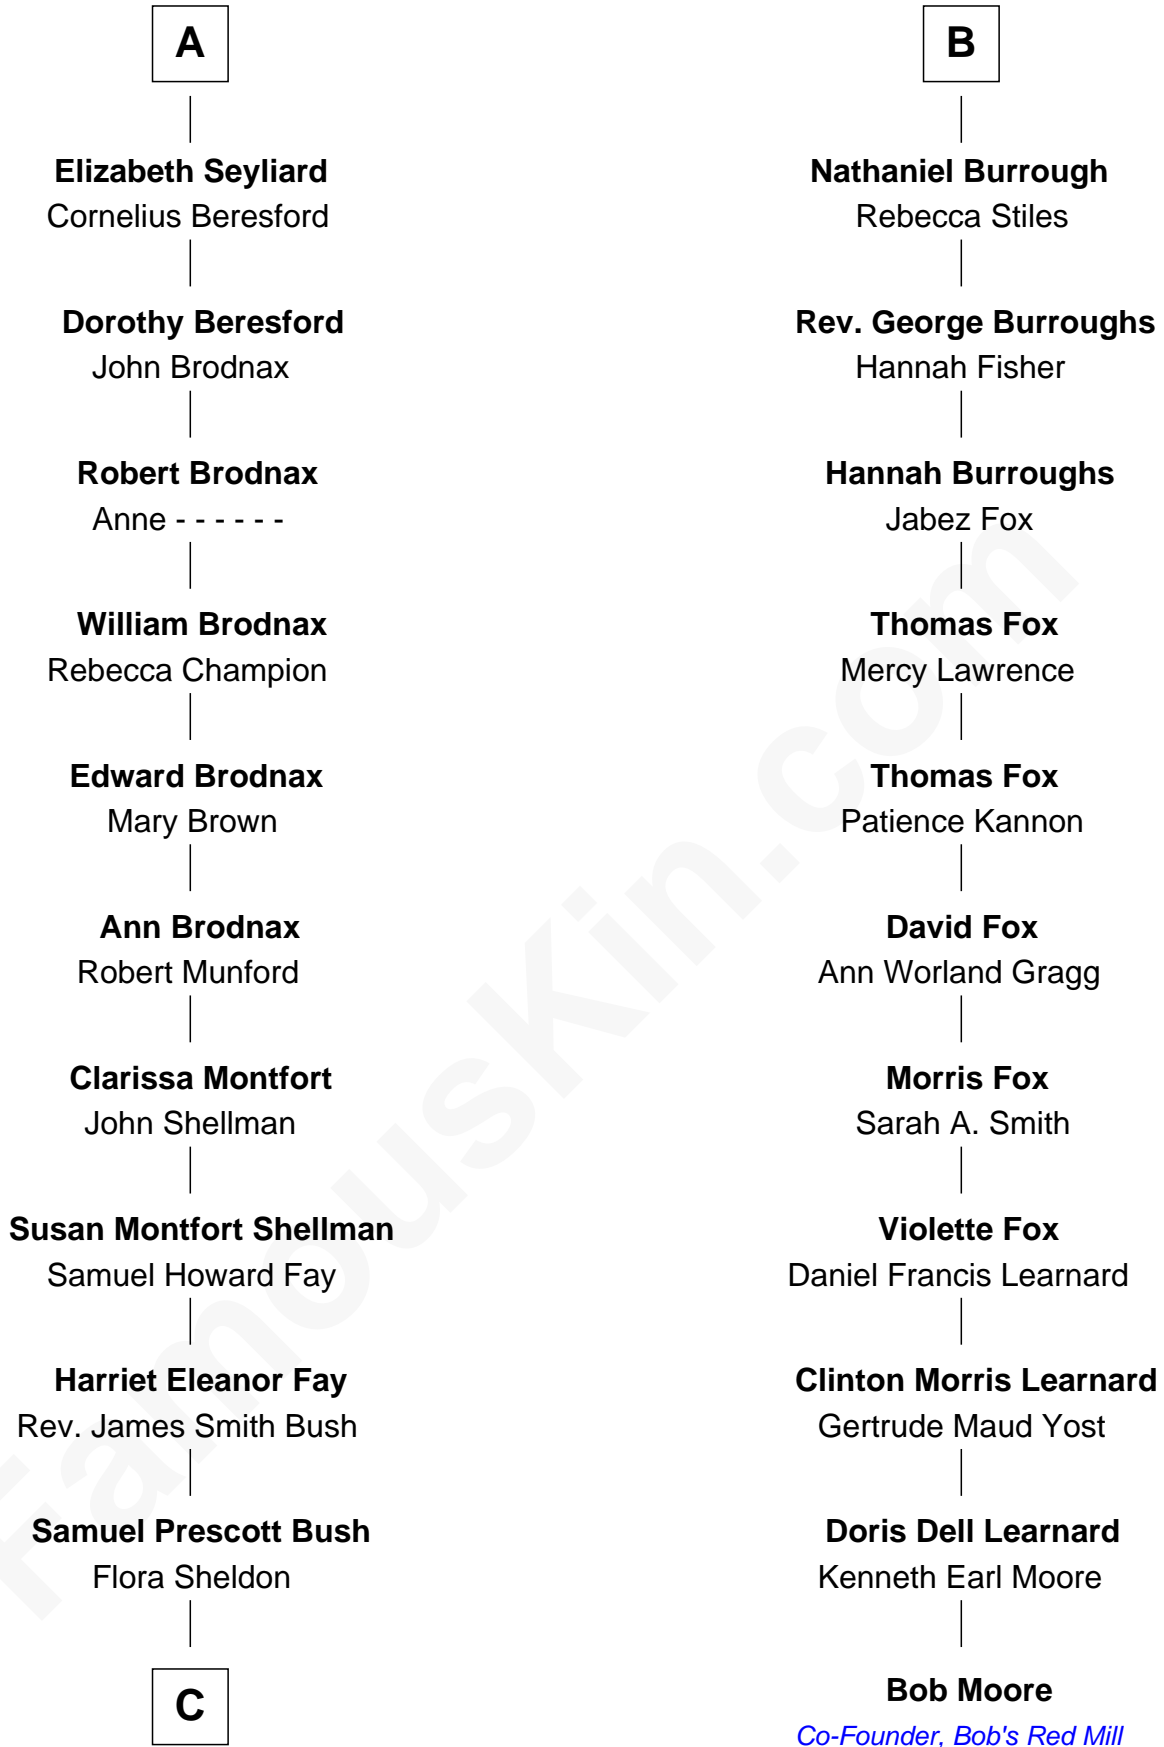 A
Elizabeth Seyliard
Cornelius Beresford
Dorothy Beresford
John Brodnax
Robert Brodnax
Anne - - - - - -
William Brodnax
Rebecca Champion
Edward Brodnax
Mary Brown
Ann Brodnax
Robert Munford
Clarissa Montfort
John Shellman
Susan Montfort Shellman
Samuel Howard Fay
Harriet Eleanor Fay
Rev. James Smith Bush
Samuel Prescott Bush
Flora Sheldon
C
B
Nathaniel Burrough
Rebecca Stiles
Rev. George Burroughs
Hannah Fisher
Hannah Burroughs
Jabez Fox
Thomas Fox
Mercy Lawrence
Thomas Fox
Patience Kannon
David Fox
Ann Worland Gragg
Morris Fox
Sarah A. Smith
Violette Fox
Daniel Francis Learnard
Clinton Morris Learnard
Gertrude Maud Yost
Doris Dell Learnard
Kenneth Earl Moore
Bob Moore
Co-Founder, Bob's Red Mill
FamousKin.com